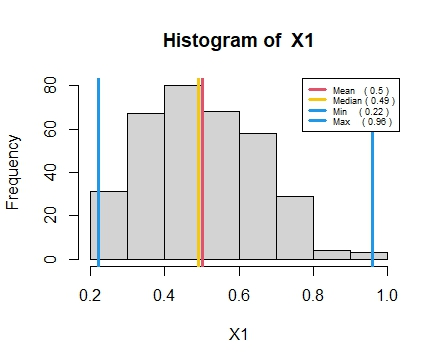 Histogram of  X1
Mean    ( 0.5 )
Median ( 0.49 )
Min     ( 0.22 )
Max    ( 0.96 )
Frequency
80
60
40
20
0
0.2 0.4 0.6 0.8 1.0
X1